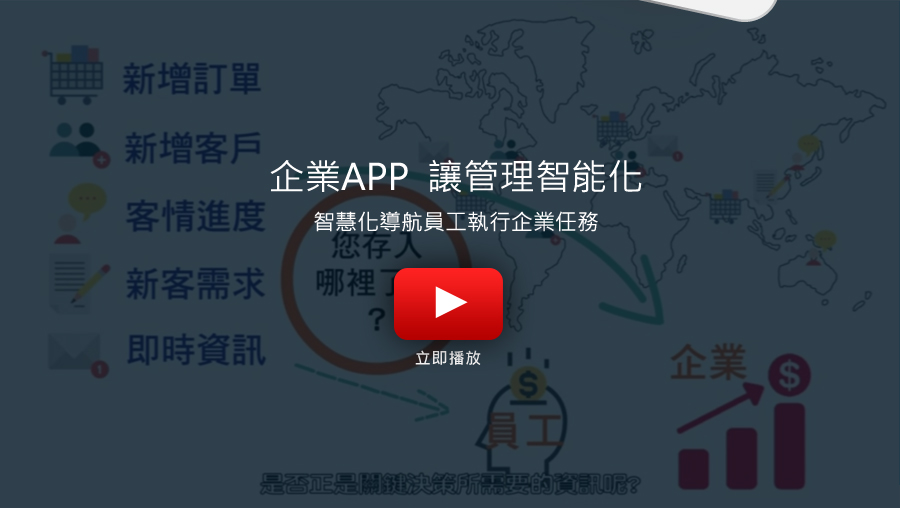 新增訂單
新增客戶
企業APP 讓管理智能化
客情進度
智慧化導航員工執行企業任務
您存入
哪裡了
?
新客需求
即時資訊
1
立即播放
企業
$
$
員工
是否正是關鍵決策所需要的資訊呢?